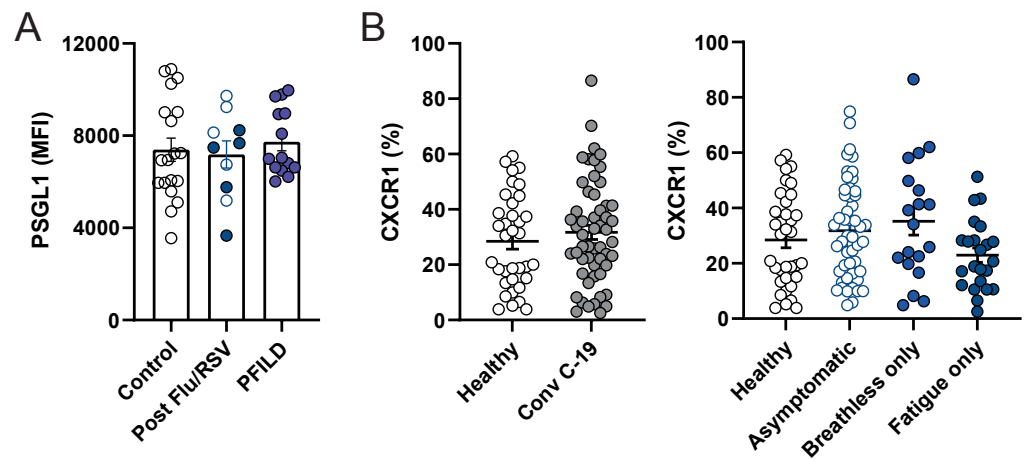 A
PSGL1 (MFI)
12000
8000
4000
0
Control
Post Flu/RSV
PFILD
B
CXCR1 (%)
100
80
60
40
20
0
Healthy
Conv C-19
CXCR1 (%)
100
80
60
40
20
0
Healthy
Asymptomatic
Breathless only
Fatigue only